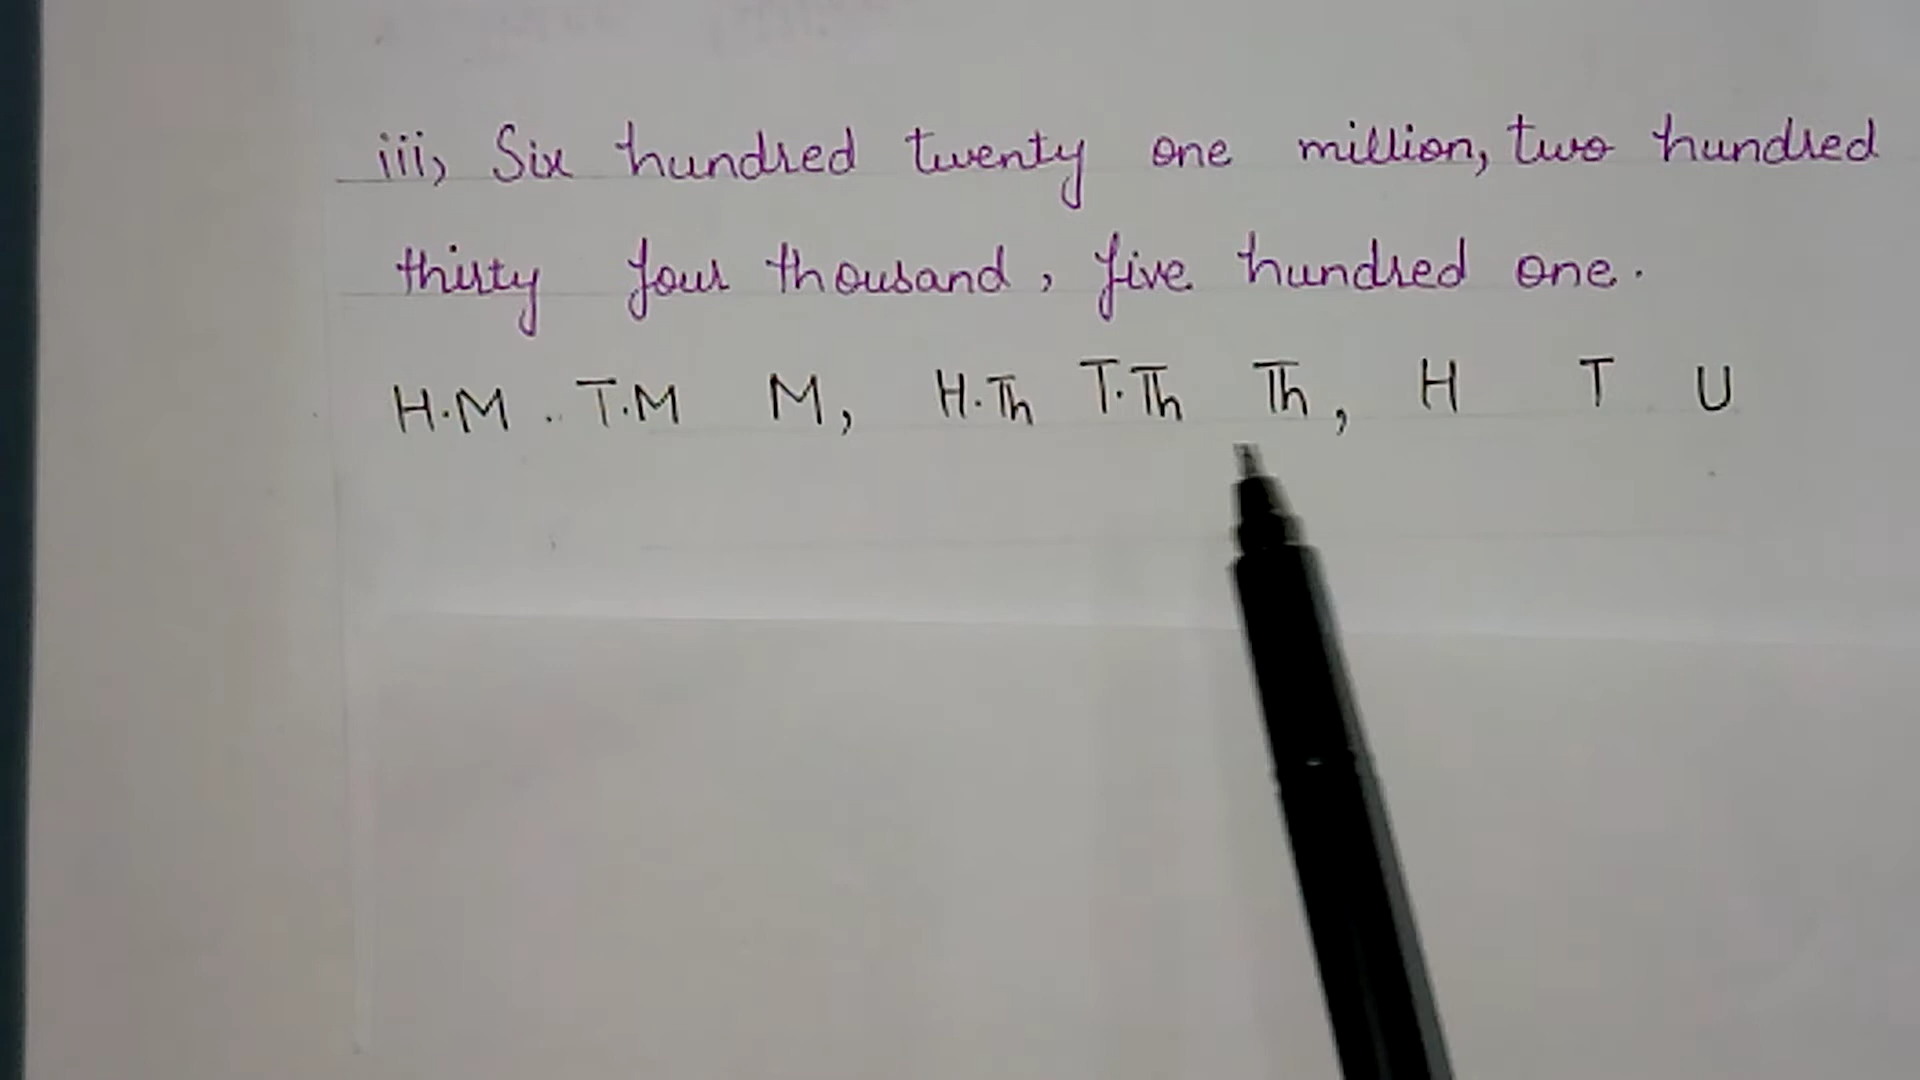 iii, Six hundred twenty one million, two hundred
thirty four thousand, five hundred one.
H.M. T.M M, H.Th T.Th Th, H T U